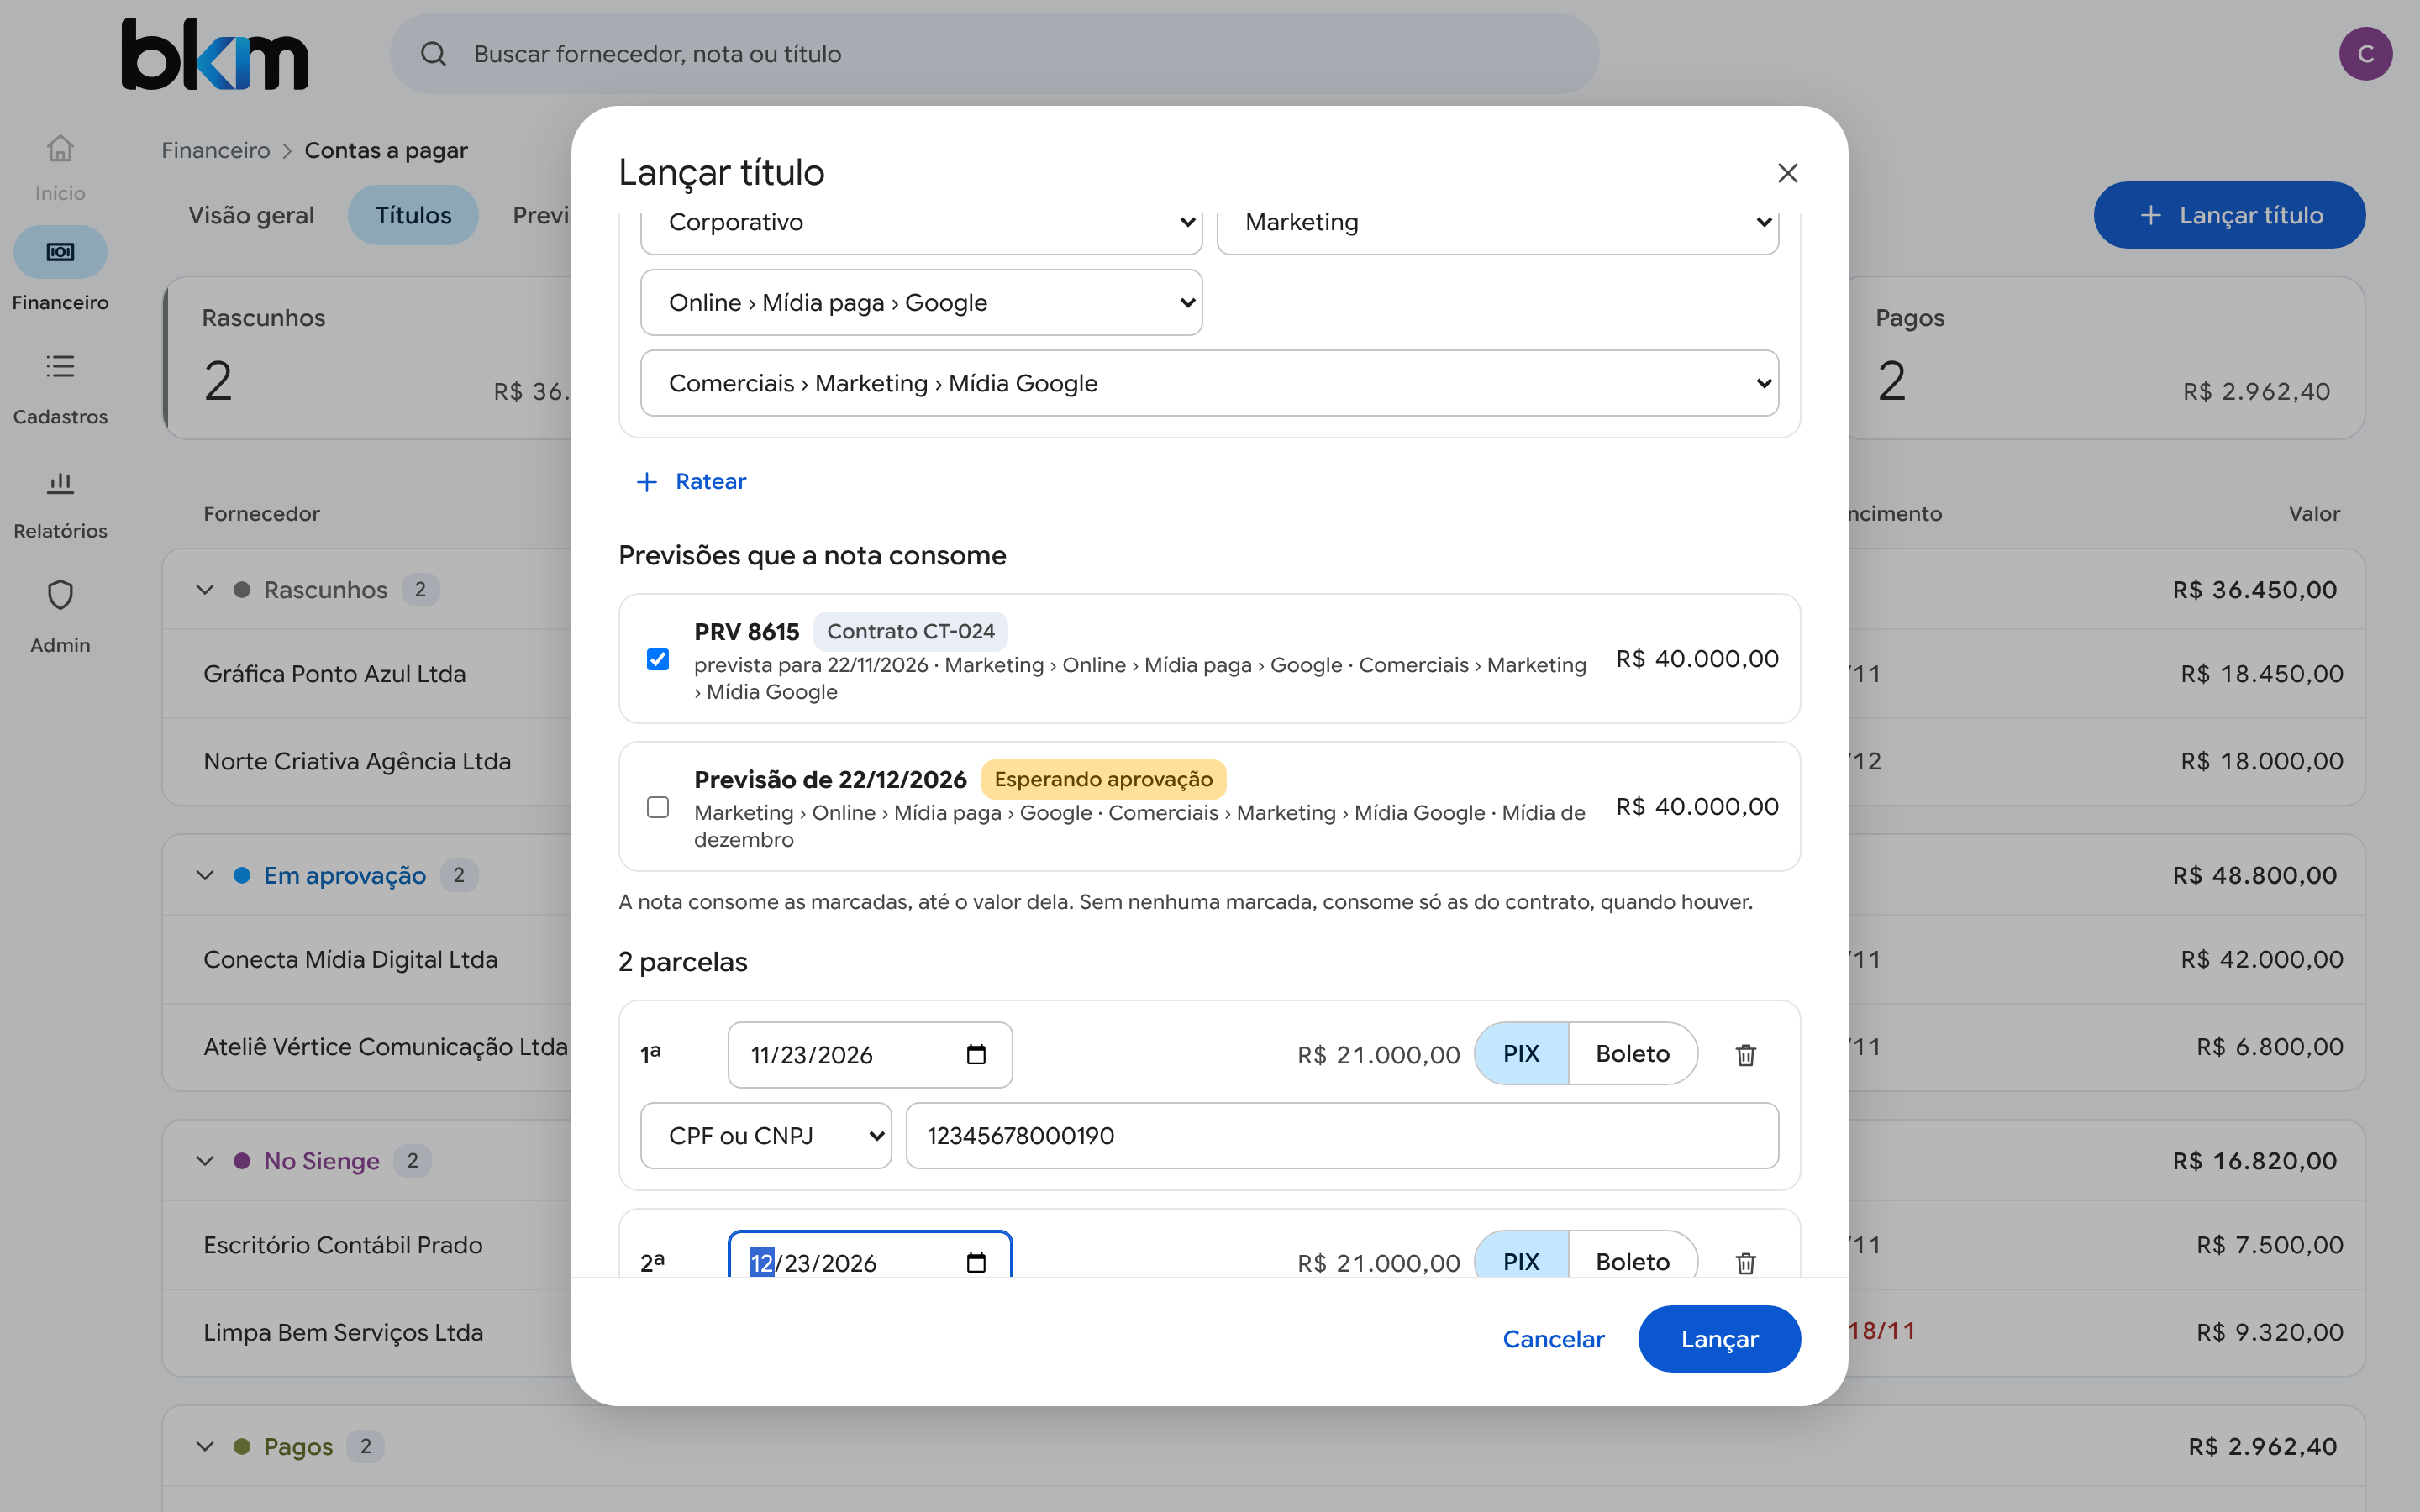 bkm
Buscar fornecedor, nota ou título
C
Início
Financeiro
Cadastros
Relatórios
Admin
Financeiro > Contas a pagar
Visão geral
Títulos
Lançar título
Rascunhos
2
R$ 36.
Pagos
2
R$ 2.962,40
Fornecedor
Valor
Rascunhos 2
R$ 36.450,00
Gráfica Ponto Azul Ltda
/11
R$ 18.450,00
Norte Criativa Agência Ltda
/12
R$ 18.000,00
Em aprovação 2
R$ 48.800,00
Conecta Mídia Digital Ltda
/11
R$ 42.000,00
Ateliê Vértice Comunicação Ltda
/11
R$ 6.800,00
No Sienge 2
R$ 16.820,00
Escritório Contábil Prado
/11
R$ 7.500,00
Limpa Bem Serviços Ltda
18/11
R$ 9.320,00
Pagos 2
R$ 2.962,40
Lançar título
Corporativo
Marketing
Online › Mídia paga › Google
Comerciais › Marketing › Mídia Google
Ratear
Previsões que a nota consome
PRV 8615 Contrato CT-024
prevista para 22/11/2026 · Marketing › Online › Mídia paga › Google · Comerciais › Marketing
› Mídia Google
R$ 40.000,00
Previsão de 22/12/2026 Esperando aprovação
Marketing › Online › Mídia paga › Google · Comerciais › Marketing › Mídia Google · Mídia de
dezembro
R$ 40.000,00
A nota consome as marcadas, até o valor dela. Sem nenhuma marcada, consome só as do contrato, quando houver.
2 parcelas
1ª
11/23/2026
R$ 21.000,00
PIX
Boleto
CPF ou CNPJ
12345678000190
2ª
12/23/2026
R$ 21.000,00
PIX
Boleto
Cancelar
Lançar